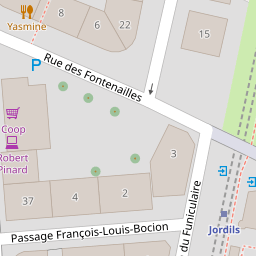 8
6
22
Yasmine
15
P
Rue des Fontenailles
Coop
Robert
Pinard
3
37
4
2
Jordils
Passage François-Louis-Bocion
du Funiculaire